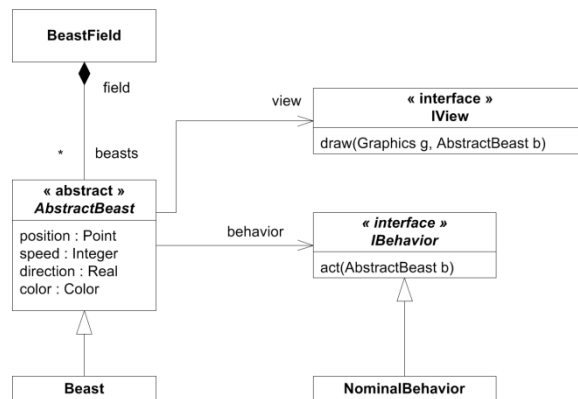 BeastField
field
*
beasts
« abstract »
AbstractBeast
position : Point
speed : Integer
direction : Real
color : Color
Beast
view
« interface »
IView
draw(Graphics g, AbstractBeast b)
behavior
« interface »
IBehavior
act(AbstractBeast b)
NominalBehavior